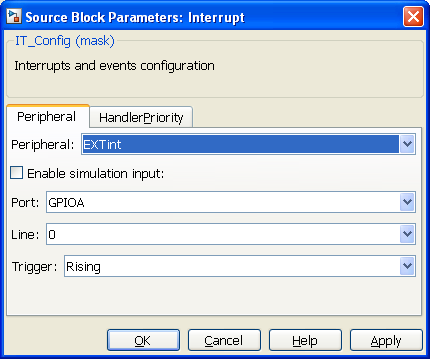 Source Block Parameters: Interrupt
IT_Config (mask)
Interrupts and events configuration
Peripheral HandlerPriority
Peripheral: EXTint
Enable simulation input:
Port: GPIOA
Line: 0
Trigger: Rising
OK Cancel Help Apply